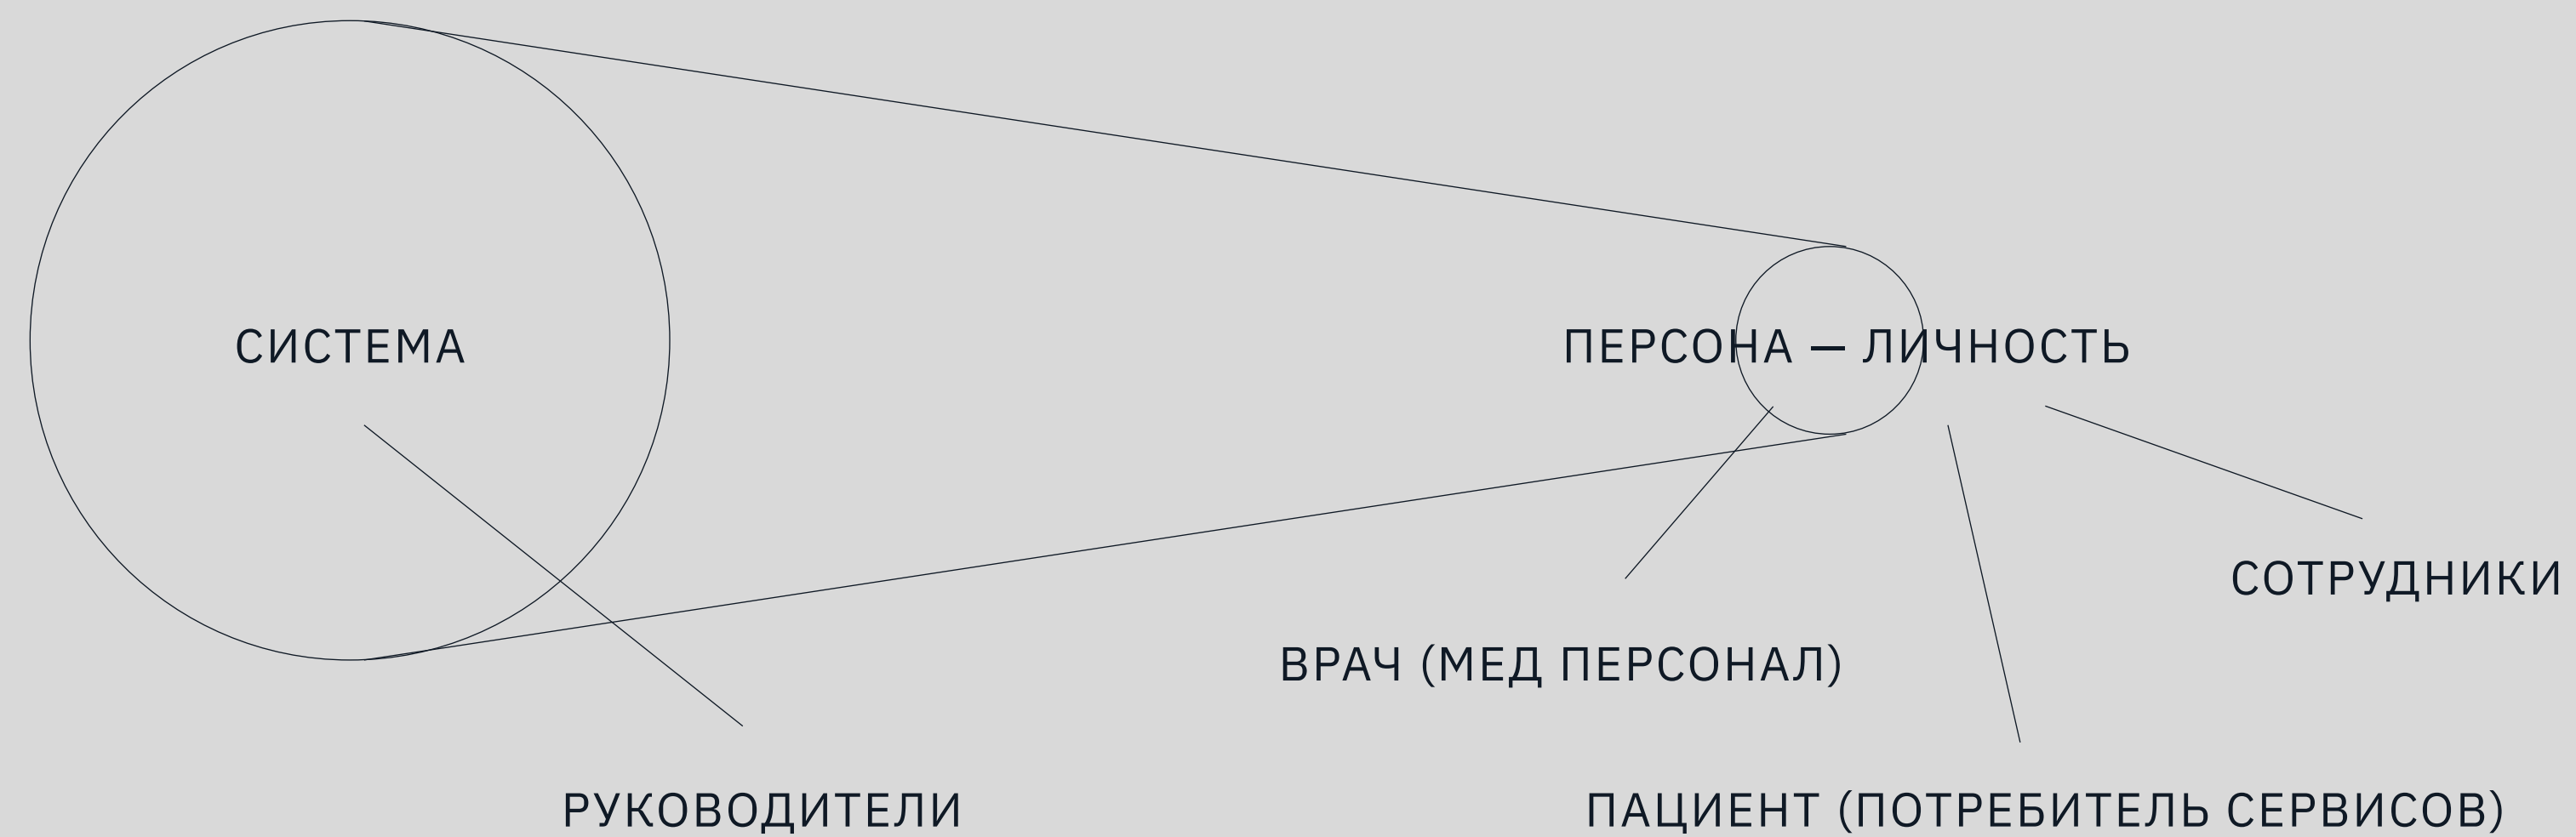 СИСТЕМА
ПЕРСОНА — ЛИЧНОСТЬ
СОТРУДНИКИ
ВРАЧ (МЕД ПЕРСОНАЛ)
РУКОВОДИТЕЛИ
ПАЦИЕНТ (ПОТРЕБИТЕЛЬ СЕРВИСОВ)